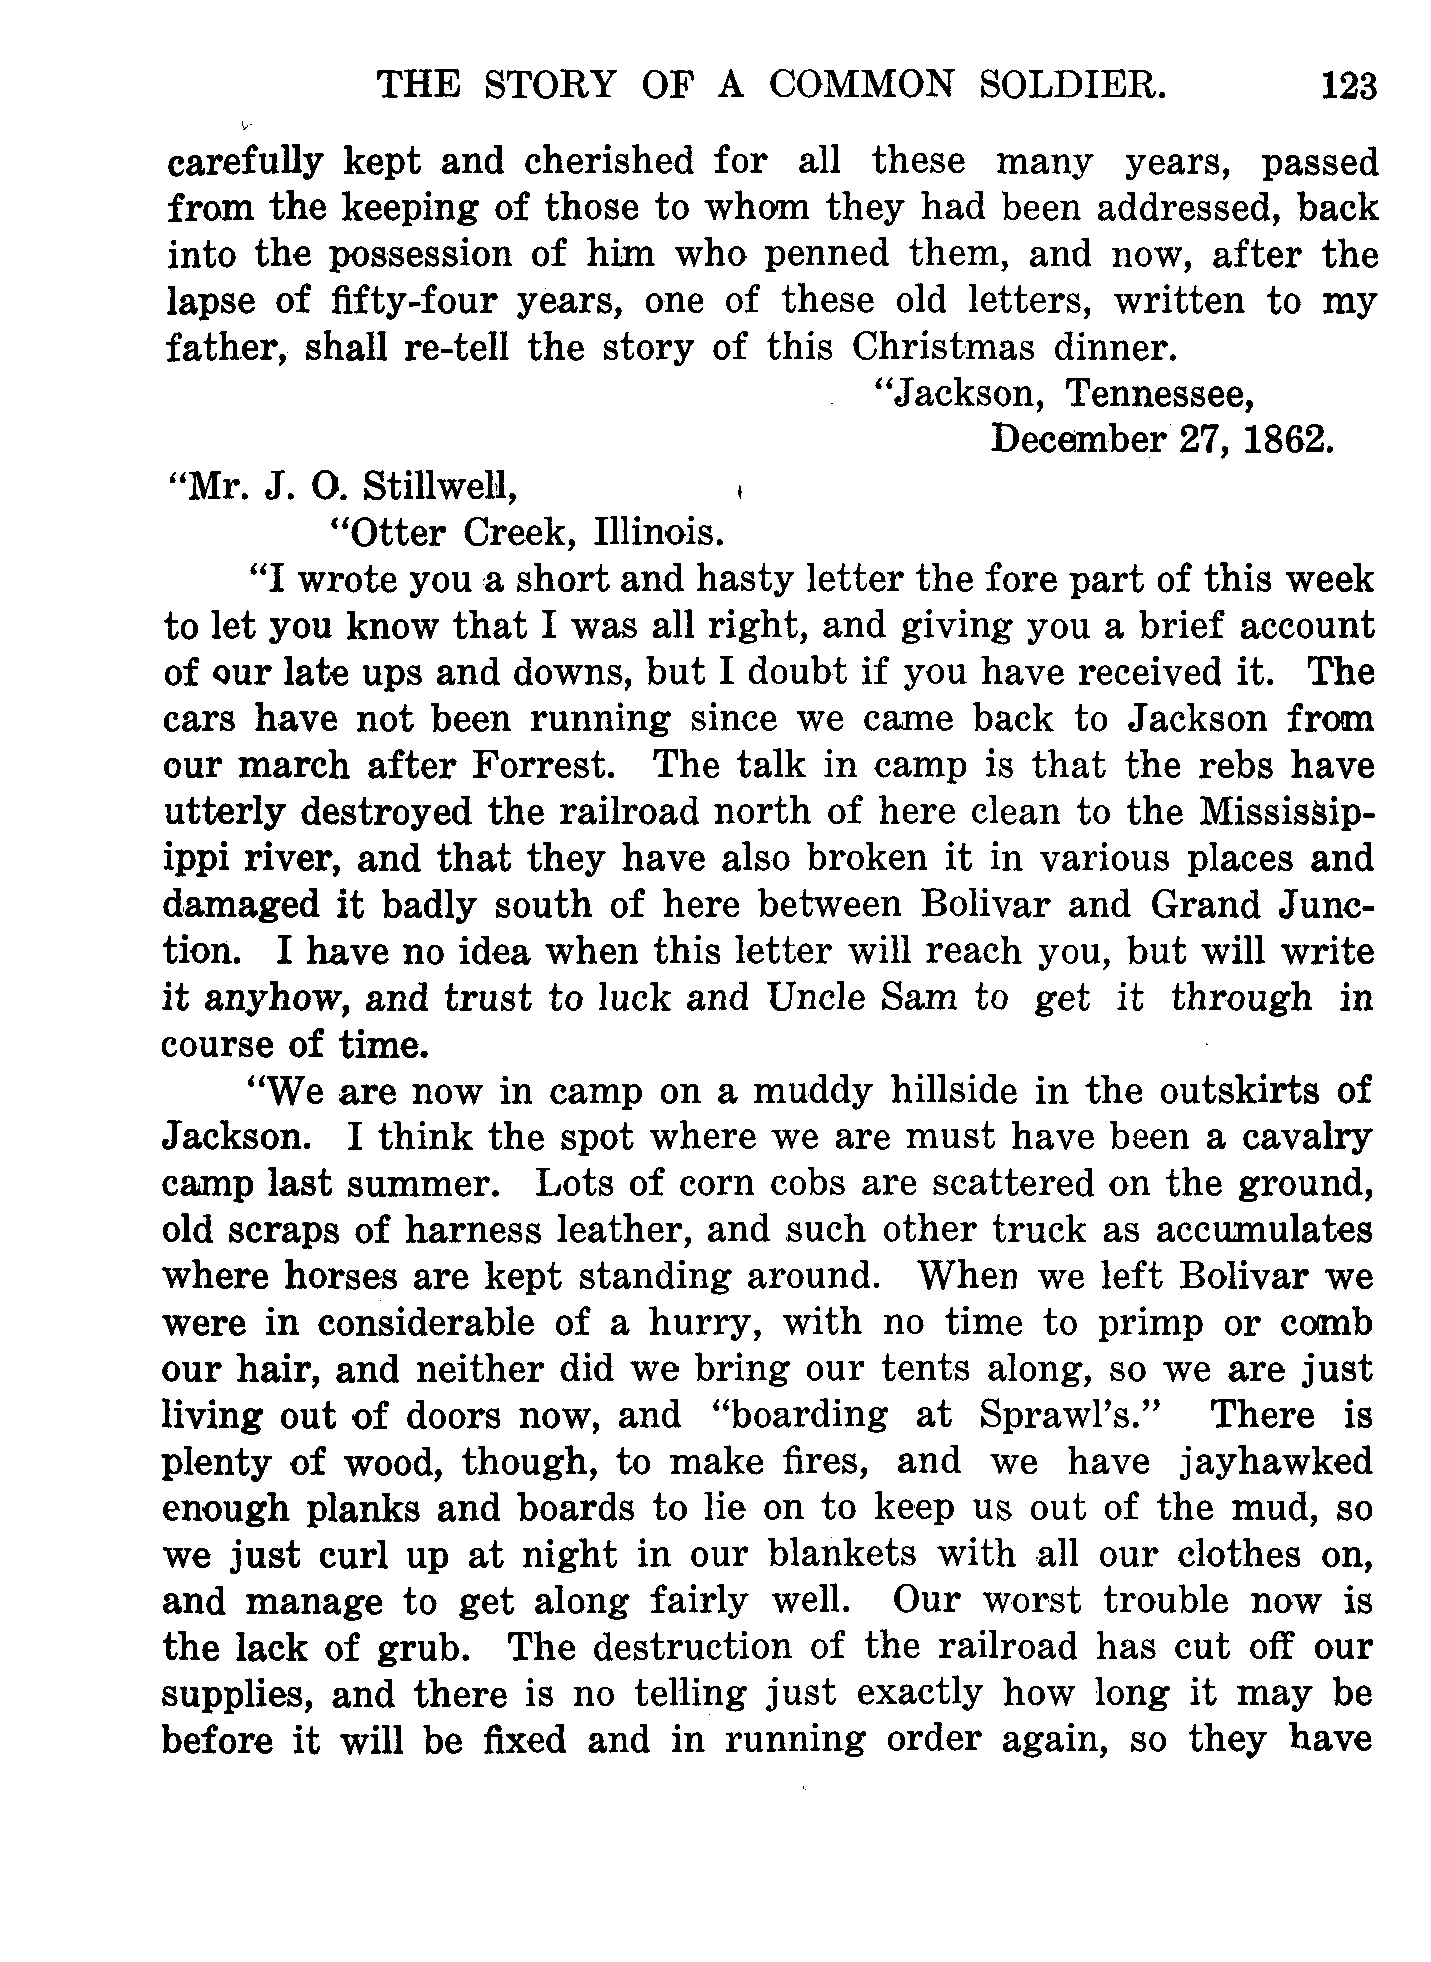 THE STORY OF A COMMON SOLDIER. 123
carefully kept and cherished for all these many years, passed
from the keeping of those to whom they had been addressed, back
into the possession of him who penned them, and now, after the
lapse of fifty-four years, one of these old letters, written to my
father, shall re-tell the story of this Christmas dinner.
“Jackson, Tennessee,
December 27, 1862.
“Mr. J. O. Stillwell,
“Otter Creek, Illinois.
“I wrote you a short and hasty letter the fore part of this week
to let you know that I was all right, and giving you a brief account
of our late ups and downs, but I doubt if you have received it. The
cars have not been running since we came back to Jackson from
our march after Forrest. The talk in camp is that the rebs have
utterly destroyed the railroad north of here clean to the Mississip-
ippi river, and that they have also broken it in various places and
damaged it badly south of here between Bolivar and Grand Junc-
tion. I have no idea when this letter will reach you, but will write
it anyhow, and trust to luck and Uncle Sam to get it through in
course of time.
“We are now in camp on a muddy hillside in the outskirts of
Jackson. I think the spot where we are must have been a cavalry
camp last summer. Lots of corn cobs are scattered on the ground,
old scraps of harness leather, and such other truck as accumulates
where horses are kept standing around. When we left Bolivar we
were in considerable of a hurry, with no time to primp or comb
our hair, and neither did we bring our tents along, so we are just
living out of doors now, and “boarding at Sprawl's.” There is
plenty of wood, though, to make fires, and we have jayhawked
enough planks and boards to lie on to keep us out of the mud, so
we just curl up at night in our blankets with all our clothes on,
and manage to get along fairly well. Our worst trouble now is
the lack of grub. The destruction of the railroad has cut off our
supplies, and there is no telling just exactly how long it may be
before it will be fixed and in running order again, so they have